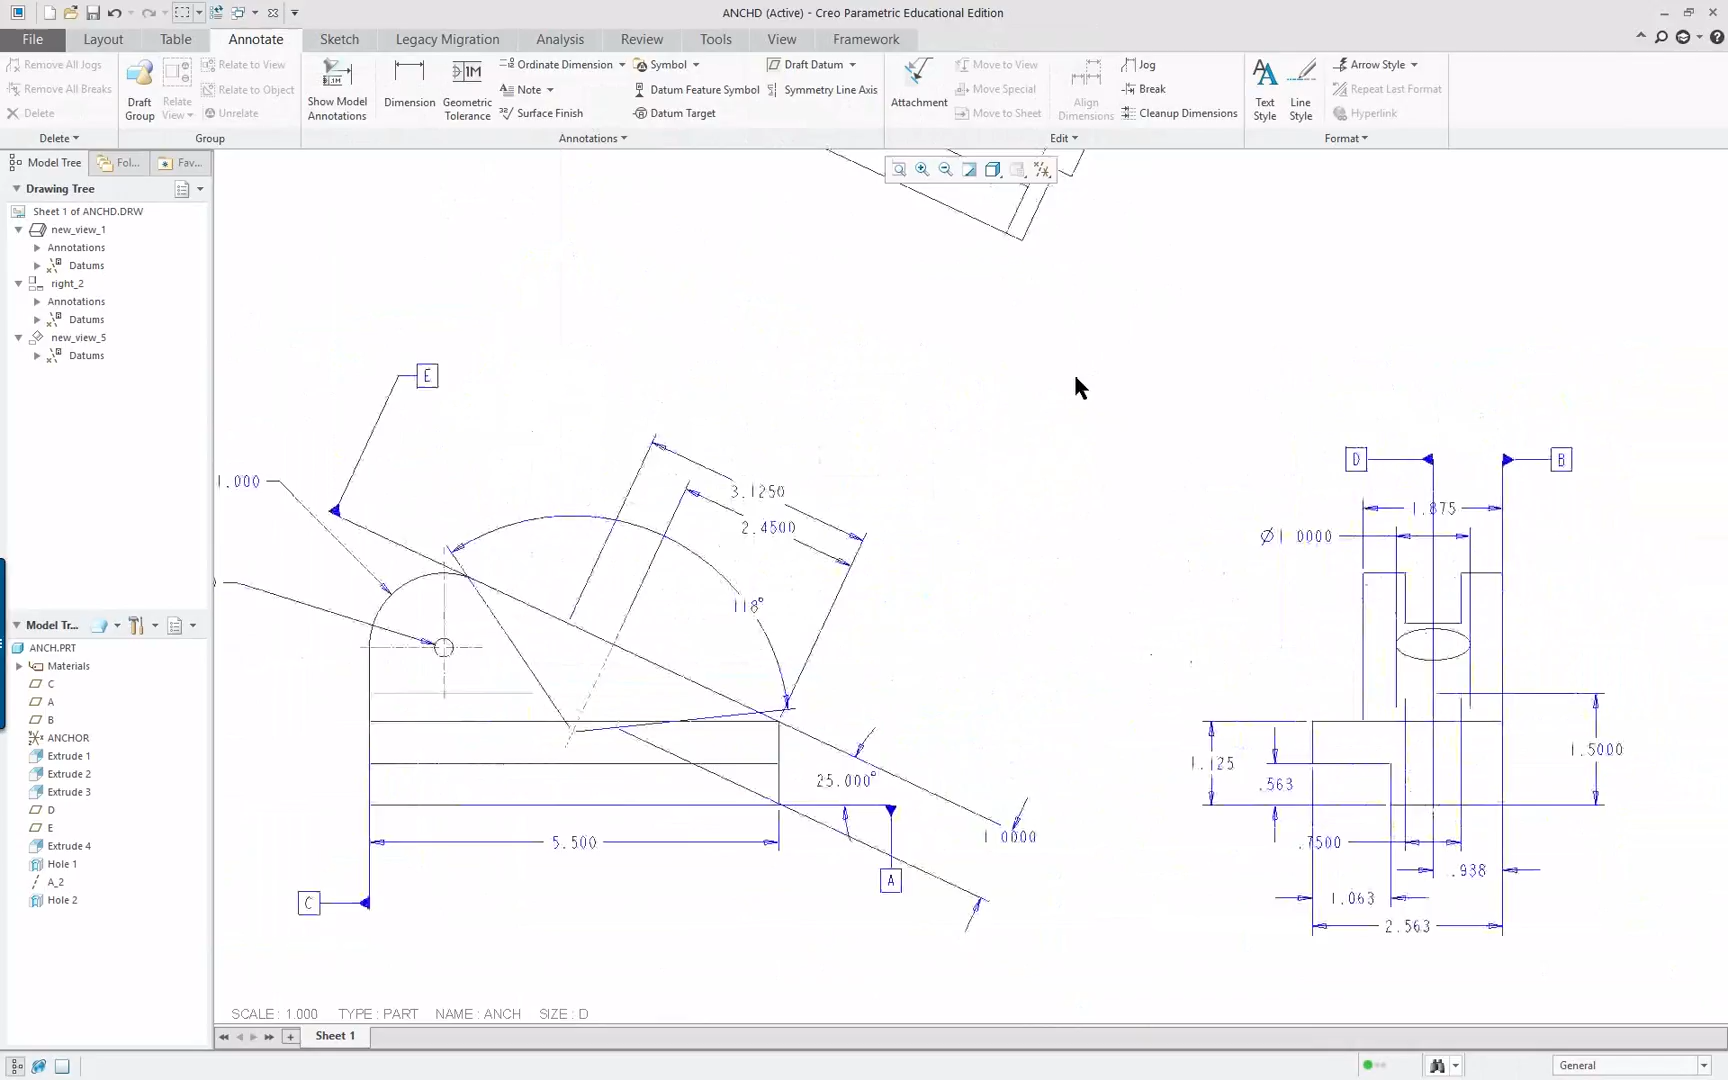 ANCHD (Active) - Creo Parametric Educational Edition
File Layout Table Annotate Sketch Legacy Migration Analysis Review Tools View Framework
Remove All Jogs
Remove All Breaks
Delete
Delete
Draft Group
Relate View
Relate to View
Relate to Object
Unrelate
Group
Show Model Annotations
Dimension
Geometric Tolerance
Ordinate Dimension
Note
Surface Finish
Symbol
Datum Feature Symbol
Datum Target
Draft Datum
Symmetry Line Axis
Annotations
Attachment
Move to View
Move Special
Move to Sheet
Align Dimensions
Jog
Break
Cleanup Dimensions
Edit
Text Style
Line Style
Arrow Style
Repeat Last Format
Hyperlink
Format
Model Tree Fol... Fav...
Drawing Tree
Sheet 1 of ANCHD.DRW
new_view_1
Annotations
Datums
right_2
Annotations
Datums
new_view_5
Datums
Model Tr...
ANCH.PRT
Materials
C
A
B
ANCHOR
Extrude 1
Extrude 2
Extrude 3
D
E
Extrude 4
Hole 1
A_2
Hole 2
E
1.000
3.1250
2.4500
118°
25.000°
1.0000
5.500
A
C
D
B
1.875
Ø1.0000
1.5000
1.125
.563
.7500
.938
1.063
2.563
SCALE : 1.000 TYPE : PART NAME : ANCH SIZE : D
Sheet 1
General